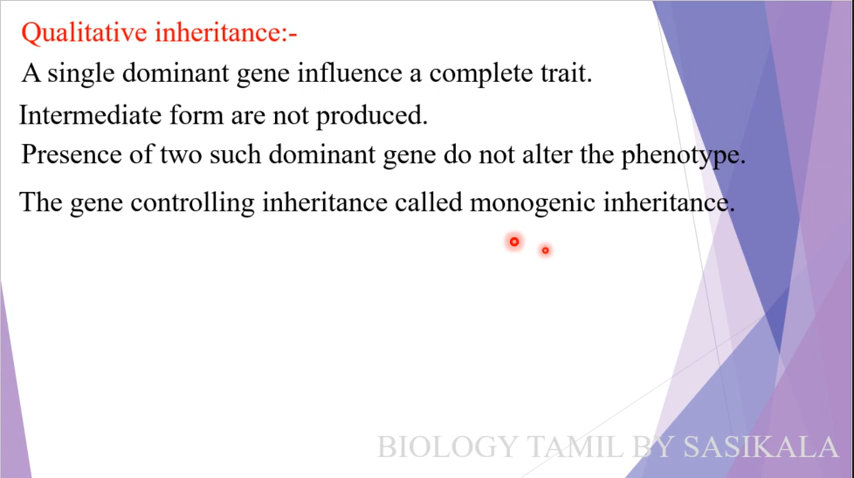 Qualitative inheritance:-
A single dominant gene influence a complete trait.
Intermediate form are not produced.
Presence of two such dominant gene do not alter the phenotype.
The gene controlling inheritance called monogenic inheritance.
BIOLOGY TAMIL BY SASIKALA